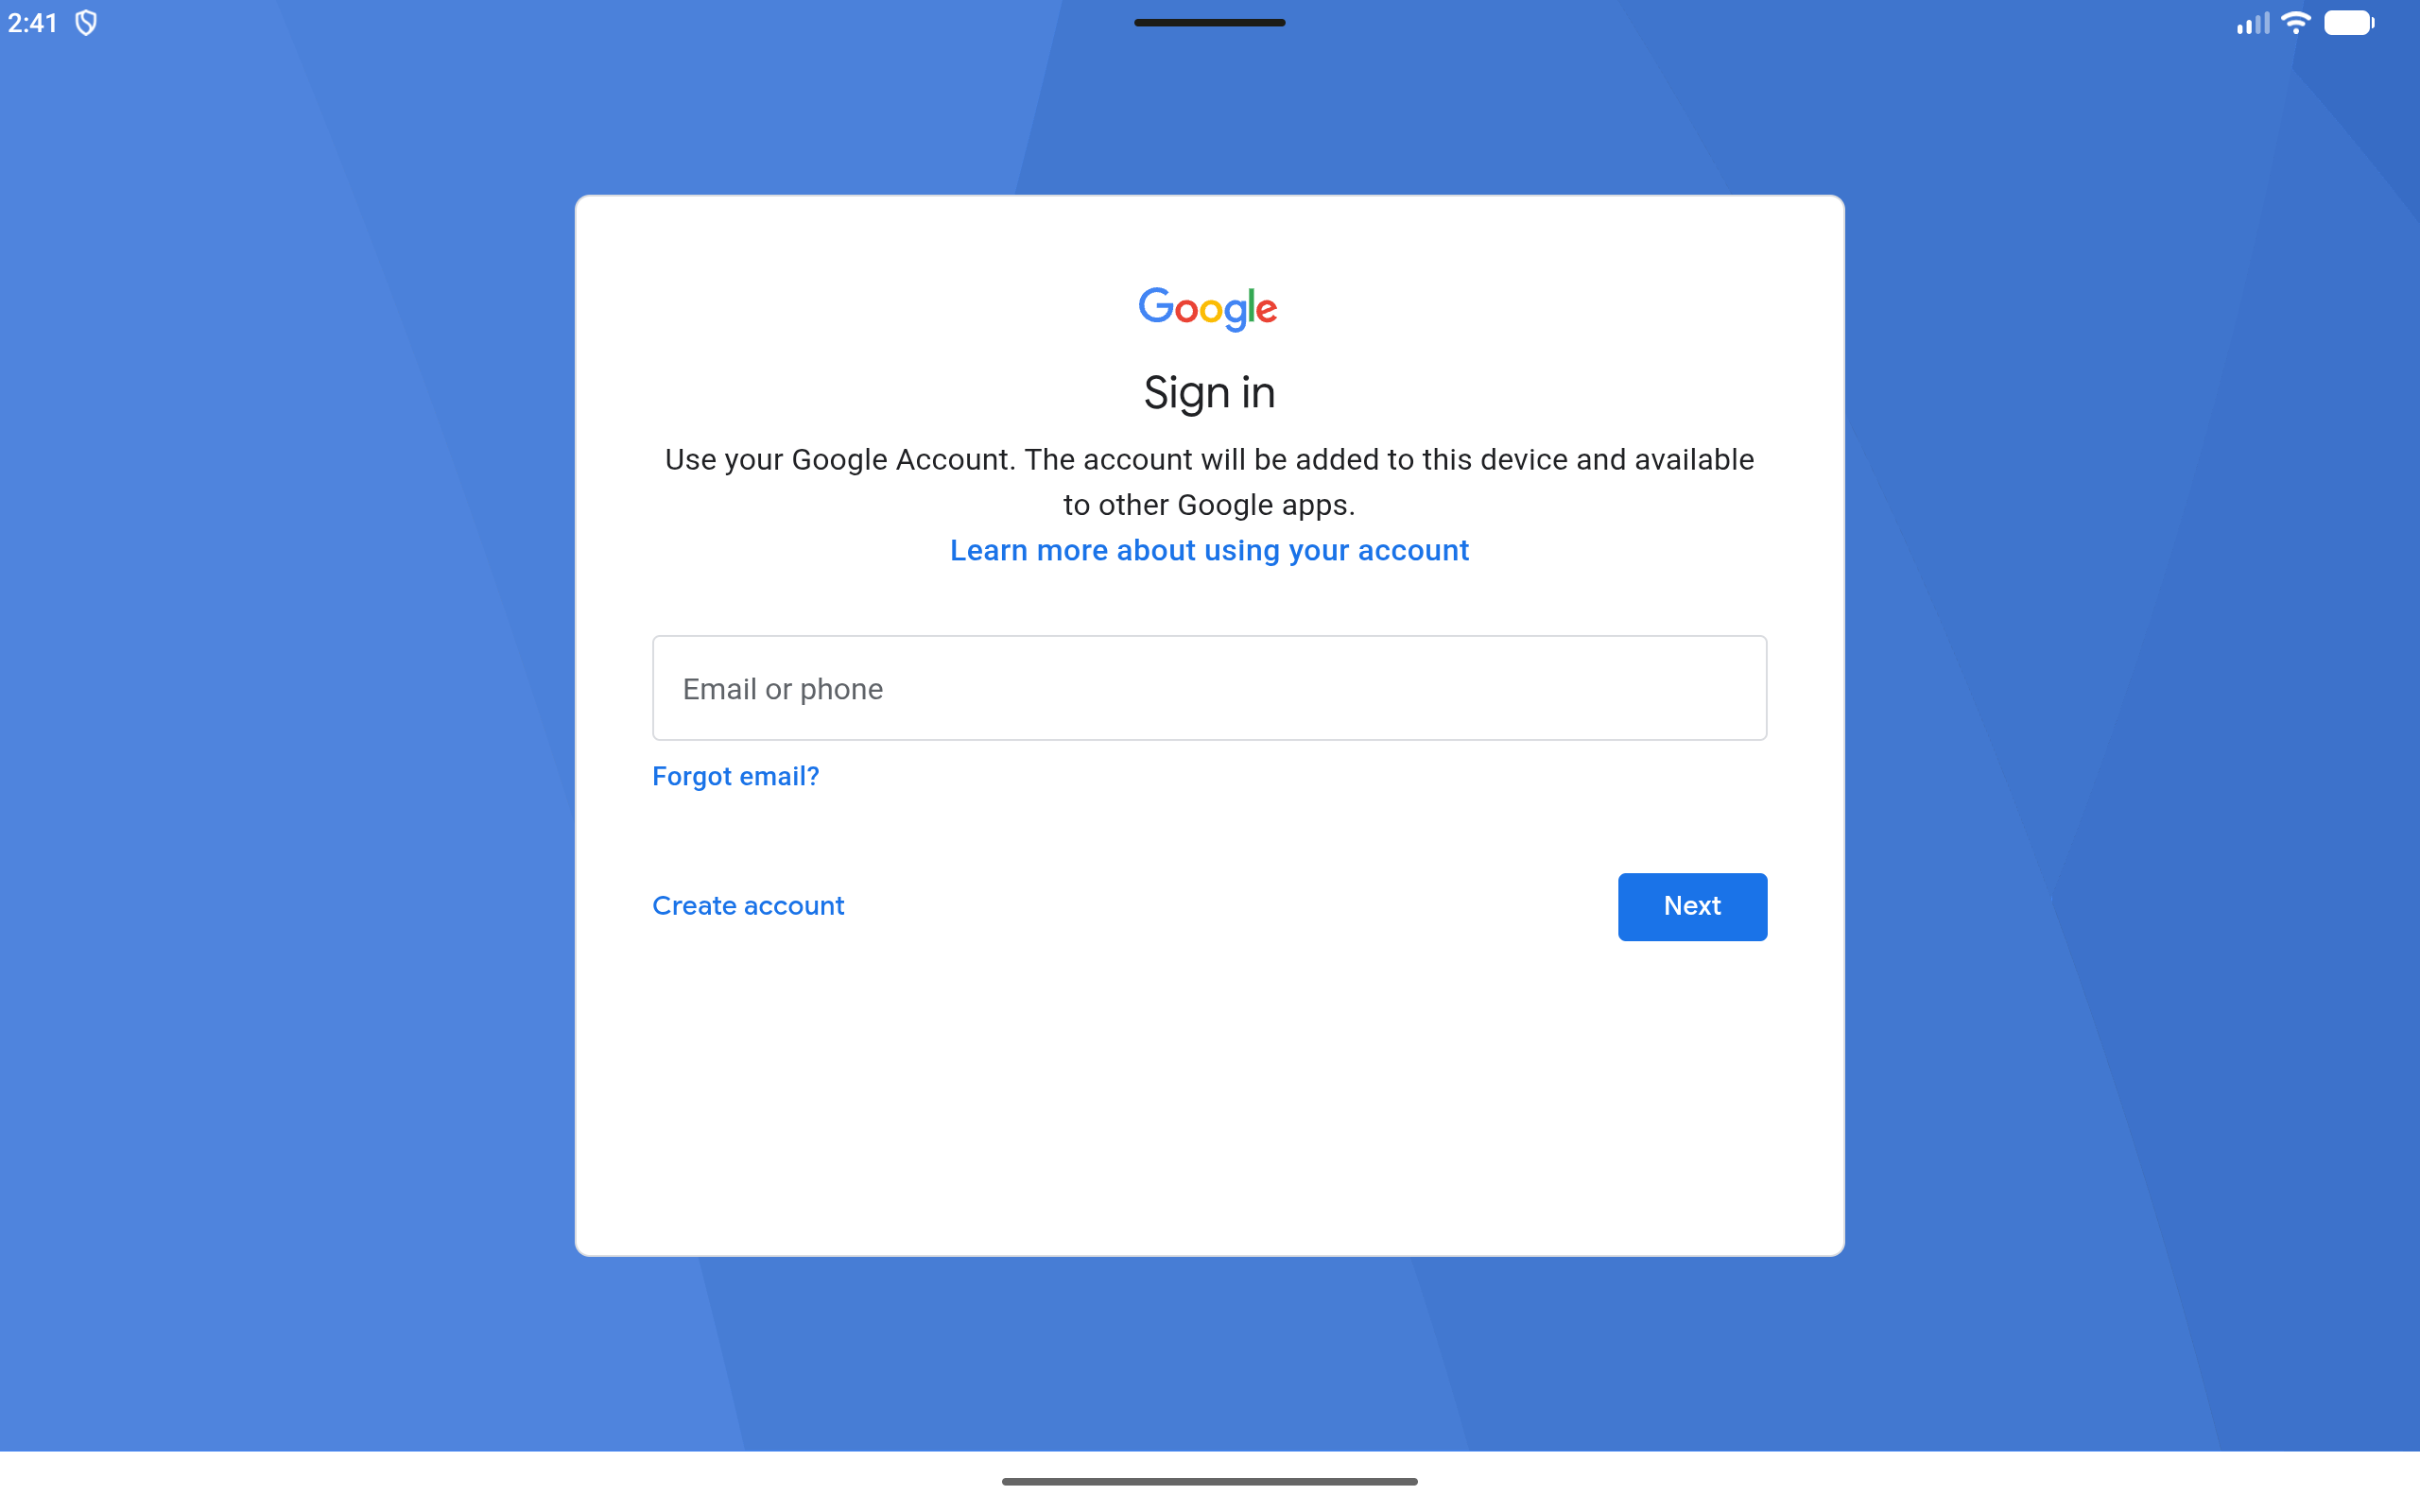 2:41
Google
Sign in
Use your Google Account. The account will be added to this device and available
to other Google apps.
Learn more about using your account
Email or phone
Forgot email?
Create account
Next